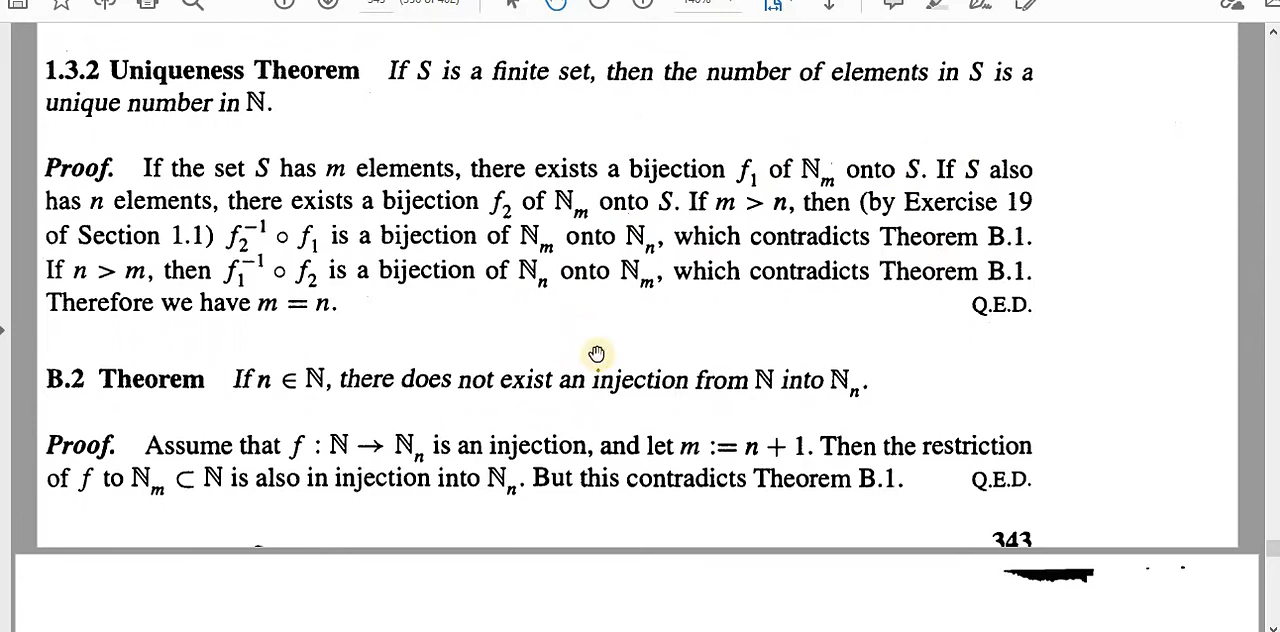 1.3.2 Uniqueness Theorem If S is a finite set, then the number of elements in S is a
unique number in ℕ.
Proof. If the set S has m elements, there exists a bijection f₁ of ℕₘ onto S. If S also
has n elements, there exists a bijection f₂ of ℕₘ onto S. If m > n, then (by Exercise 19
of Section 1.1) f₂⁻¹ ∘ f₁ is a bijection of ℕₘ onto ℕₙ, which contradicts Theorem B.1.
If n > m, then f₁⁻¹ ∘ f₂ is a bijection of ℕₙ onto ℕₘ, which contradicts Theorem B.1.
Therefore we have m = n. Q.E.D.
B.2 Theorem If n ∈ ℕ, there does not exist an injection from ℕ into ℕₙ.
Proof. Assume that f : ℕ → ℕₙ is an injection, and let m := n + 1. Then the restriction
of f to ℕₘ ⊂ ℕ is also in injection into ℕₙ. But this contradicts Theorem B.1. Q.E.D.
343